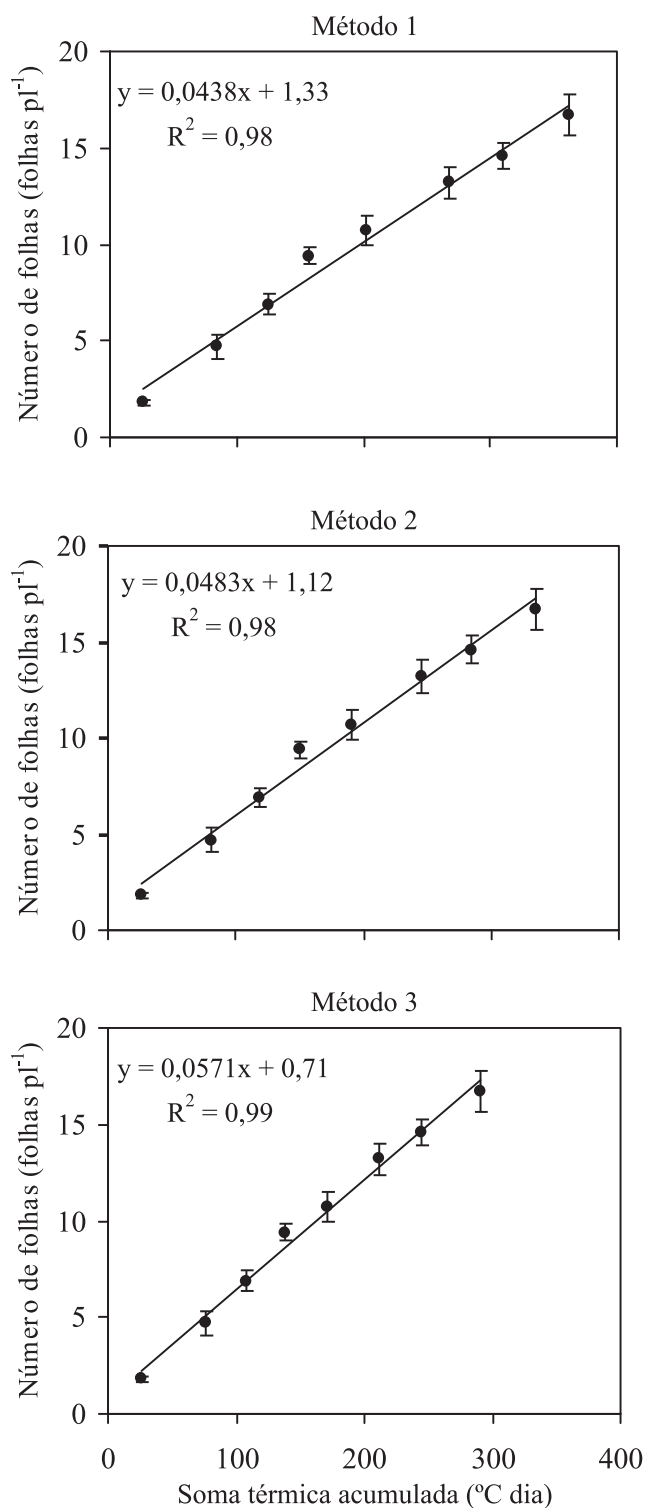 Método 1
Número de folhas (folhas pl⁻¹)
20
15
10
5
0
y = 0,0438x + 1,33
R² = 0,98
Método 2
Número de folhas (folhas pl⁻¹)
20
15
10
5
0
y = 0,0483x + 1,12
R² = 0,98
Método 3
Número de folhas (folhas pl⁻¹)
20
15
10
5
0
y = 0,0571x + 0,71
R² = 0,99
0 100 200 300 400
Soma térmica acumulada (ºC dia)